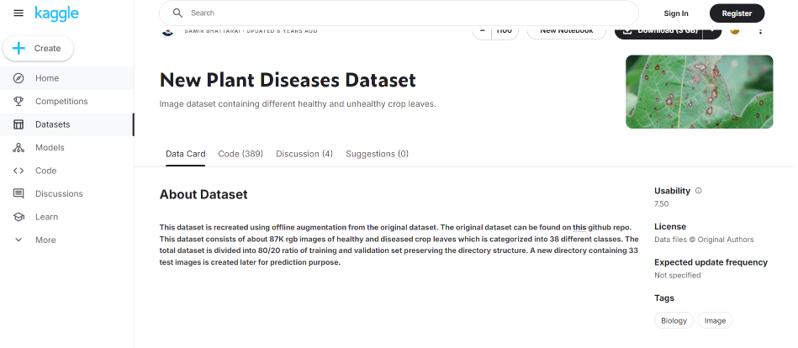 kaggle
Search
Sign In
Register
Create
Home
Competitions
Datasets
Models
Code
Discussions
Learn
More
SAMIR BHATTARAI · UPDATED 6 YEARS AGO
1100
New Notebook
Download (3 GB)
New Plant Diseases Dataset
Image dataset containing different healthy and unhealthy crop leaves.
Data Card
Code (389)
Discussion (4)
Suggestions (0)
About Dataset
This dataset is recreated using offline augmentation from the original dataset. The original dataset can be found on this github repo.
This dataset consists of about 87K rgb images of healthy and diseased crop leaves which is categorized into 38 different classes. The
total dataset is divided into 80/20 ratio of training and validation set preserving the directory structure. A new directory containing 33
test images is created later for prediction purpose.
Usability
7.50
License
Data files © Original Authors
Expected update frequency
Not specified
Tags
Biology
Image